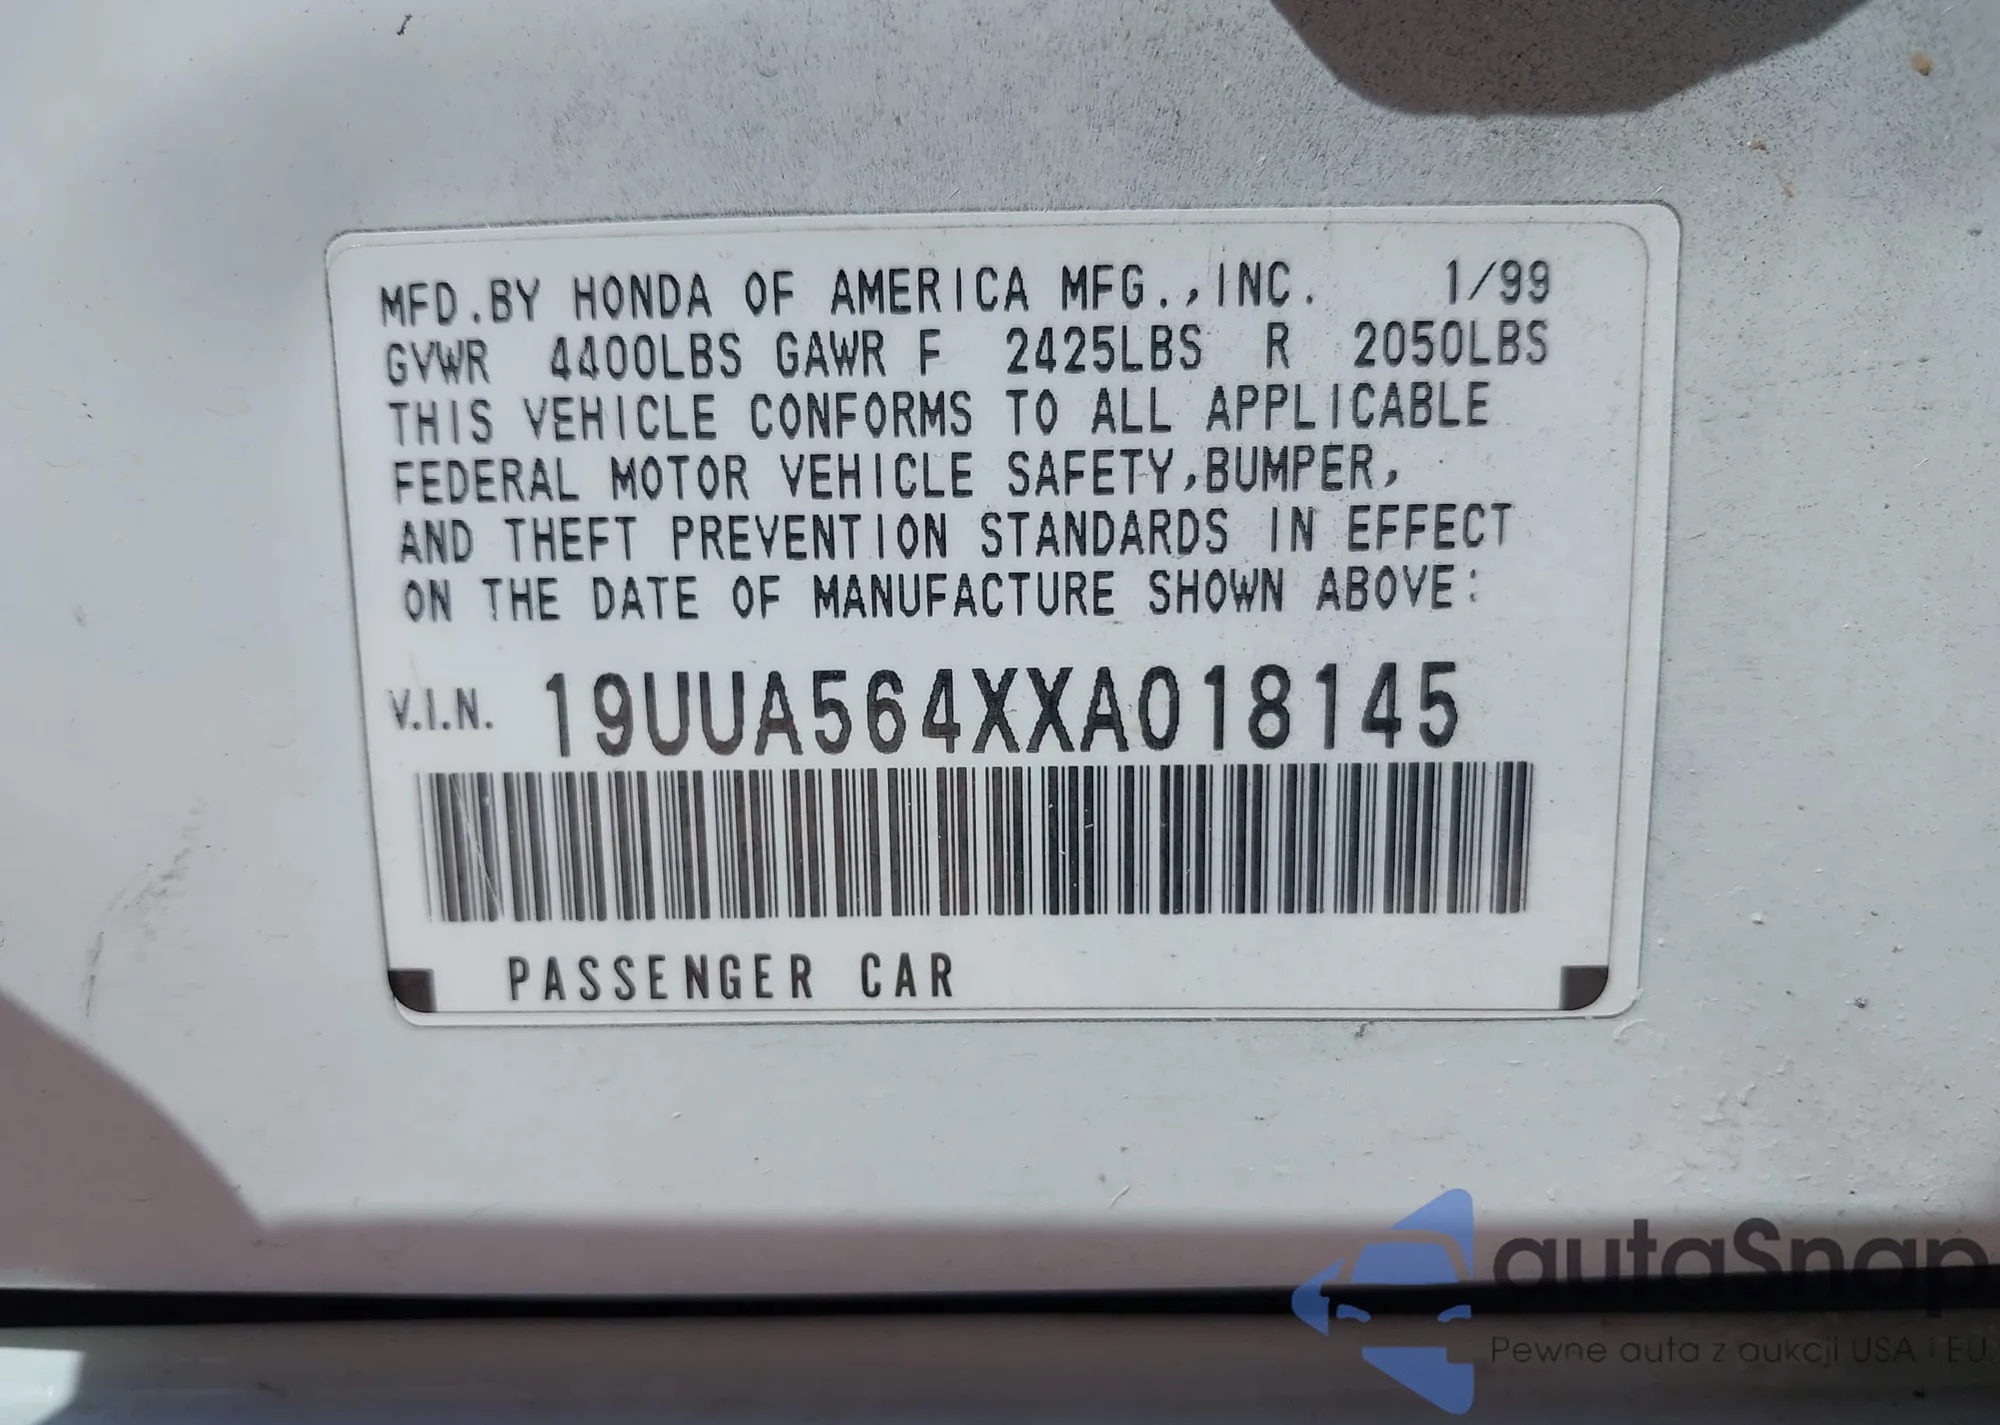 MFD.BY HONDA OF AMERICA MFG.,INC. 1/99
GVWR 4400LBS GAWR F 2425LBS R 2050LBS
THIS VEHICLE CONFORMS TO ALL APPLICABLE
FEDERAL MOTOR VEHICLE SAFETY,BUMPER,
AND THEFT PREVENTION STANDARDS IN EFFECT
ON THE DATE OF MANUFACTURE SHOWN ABOVE:
V.I.N. 19UUA564XXA018145
PASSENGER CAR
autoSnap
Pewne auta z aukcji USA i EU